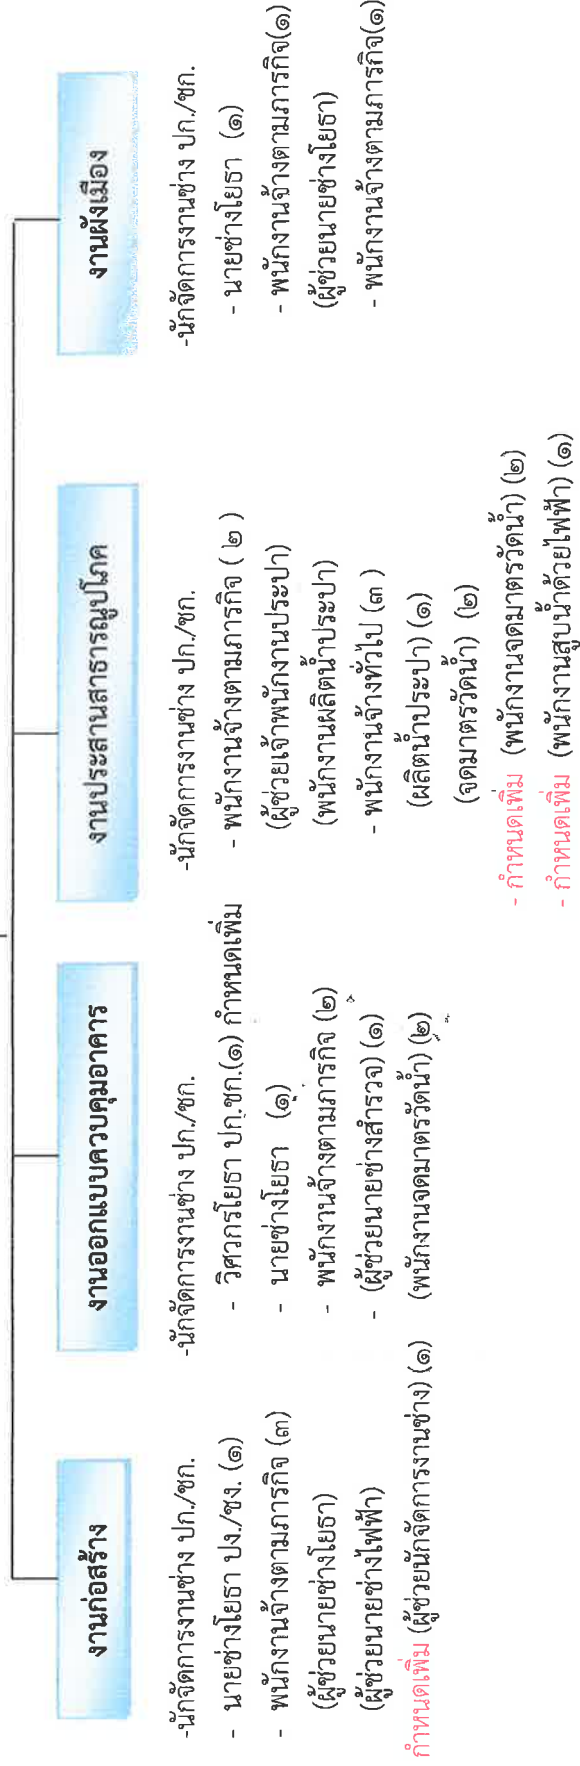 งานก่อสร้าง
-นักจัดการงานช่าง ปก./ชก.
- นายช่างโยธา ปง./ชง. (๑)
- พนักงานจ้างตามภารกิจ (๓)
(ผู้ช่วยนายช่างโยธา)
(ผู้ช่วยนายช่างไฟฟ้า)
กำหนดเพิ่ม (ผู้ช่วยนักจัดการงานช่าง) (๑)
งานออกแบบควบคุมอาคาร
-นักจัดการงานช่าง ปก./ชก.
- วิศวกรโยธา ปก.ชก.(๑) กำหนดเพิ่ม
- นายช่างโยธา (๑)
- พนักงานจ้างตามภารกิจ (๒)
- (ผู้ช่วยนายช่างสำรวจ) (๑)
(พนักงานจดมาตรวัดน้ำ) (๒)
งานประสานสาธารณูปโภค
-นักจัดการงานช่าง ปก./ชก.
- พนักงานจ้างตามภารกิจ ( ๒ )
(ผู้ช่วยเจ้าพนักงานประปา)
(พนักงานผลิตน้ำประปา)
- พนักงานจ้างทั่วไป (๓ )
(ผลิตน้ำประปา) (๑)
(จดมาตรวัดน้ำ) (๒)
- กำหนดเพิ่ม (พนักงานจดมาตรวัดน้ำ) (๒)
- กำหนดเพิ่ม (พนักงานสูบน้ำด้วยไฟฟ้า) (๑)
งานผังเมือง
-นักจัดการงานช่าง ปก./ชก.
- นายช่างโยธา (๑)
- พนักงานจ้างตามภารกิจ(๑)
(ผู้ช่วยนายช่างโยธา)
- พนักงานจ้างตามภารกิจ(๑)